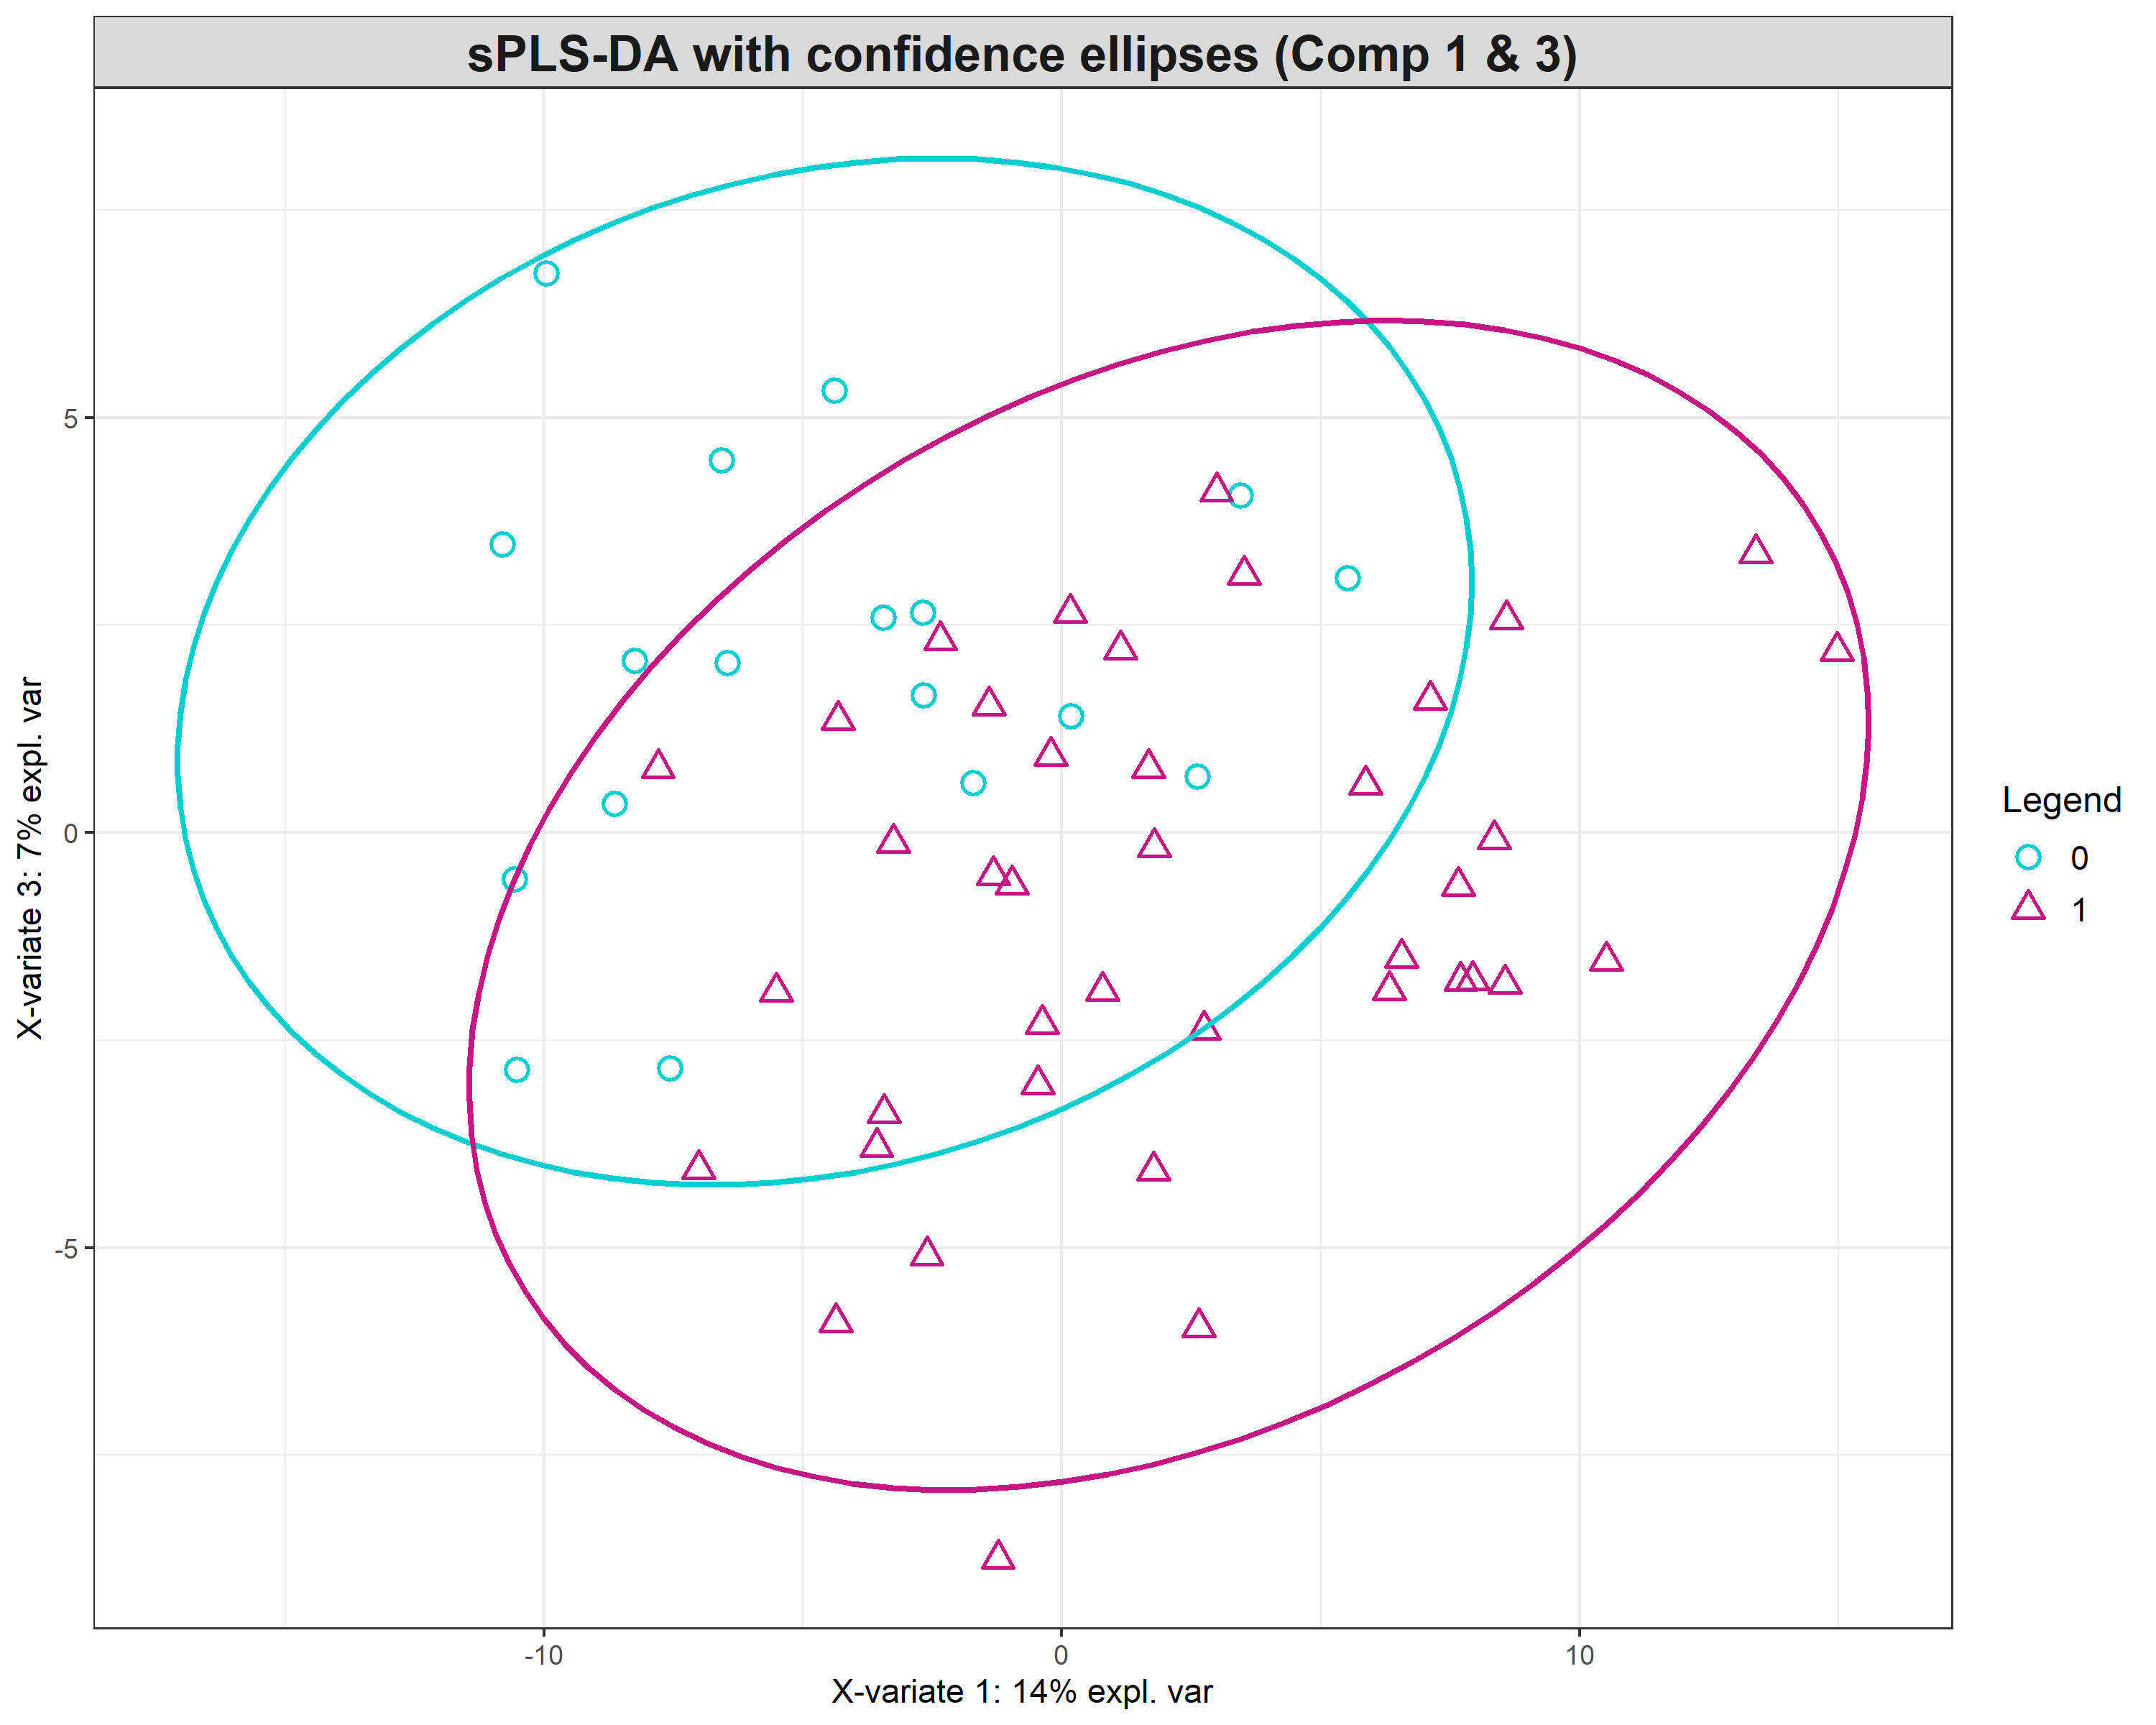 sPLS-DA with confidence ellipses (Comp 1 & 3)
X-variate 3: 7% expl. var
5
0
-5
-10
0
10
X-variate 1: 14% expl. var
Legend
0
1